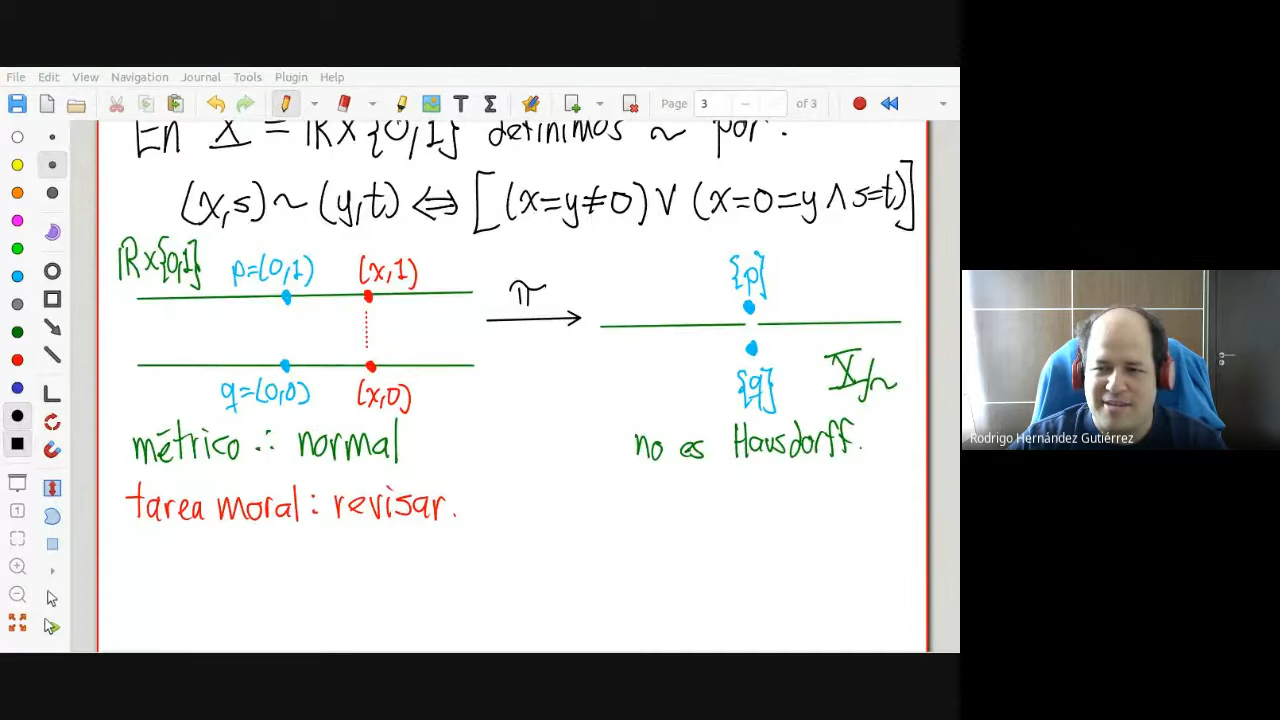 File Edit View Navigation Journal Tools Plugin Help
Page 3 of 3
En X = ℝ×{0,1} definimos ~ por:
(x,s)~(y,t) ⇔ [(x=y≠0) ∨ (x=0=y ∧ s=t)]
ℝ×{0,1} p=(0,1) (x,1) π {p}
q=(0,0) (x,0) {q} X/~
métrico ∴ normal no es Hausdorff.
tarea moral: revisar.
Rodrigo Hernández Gutiérrez